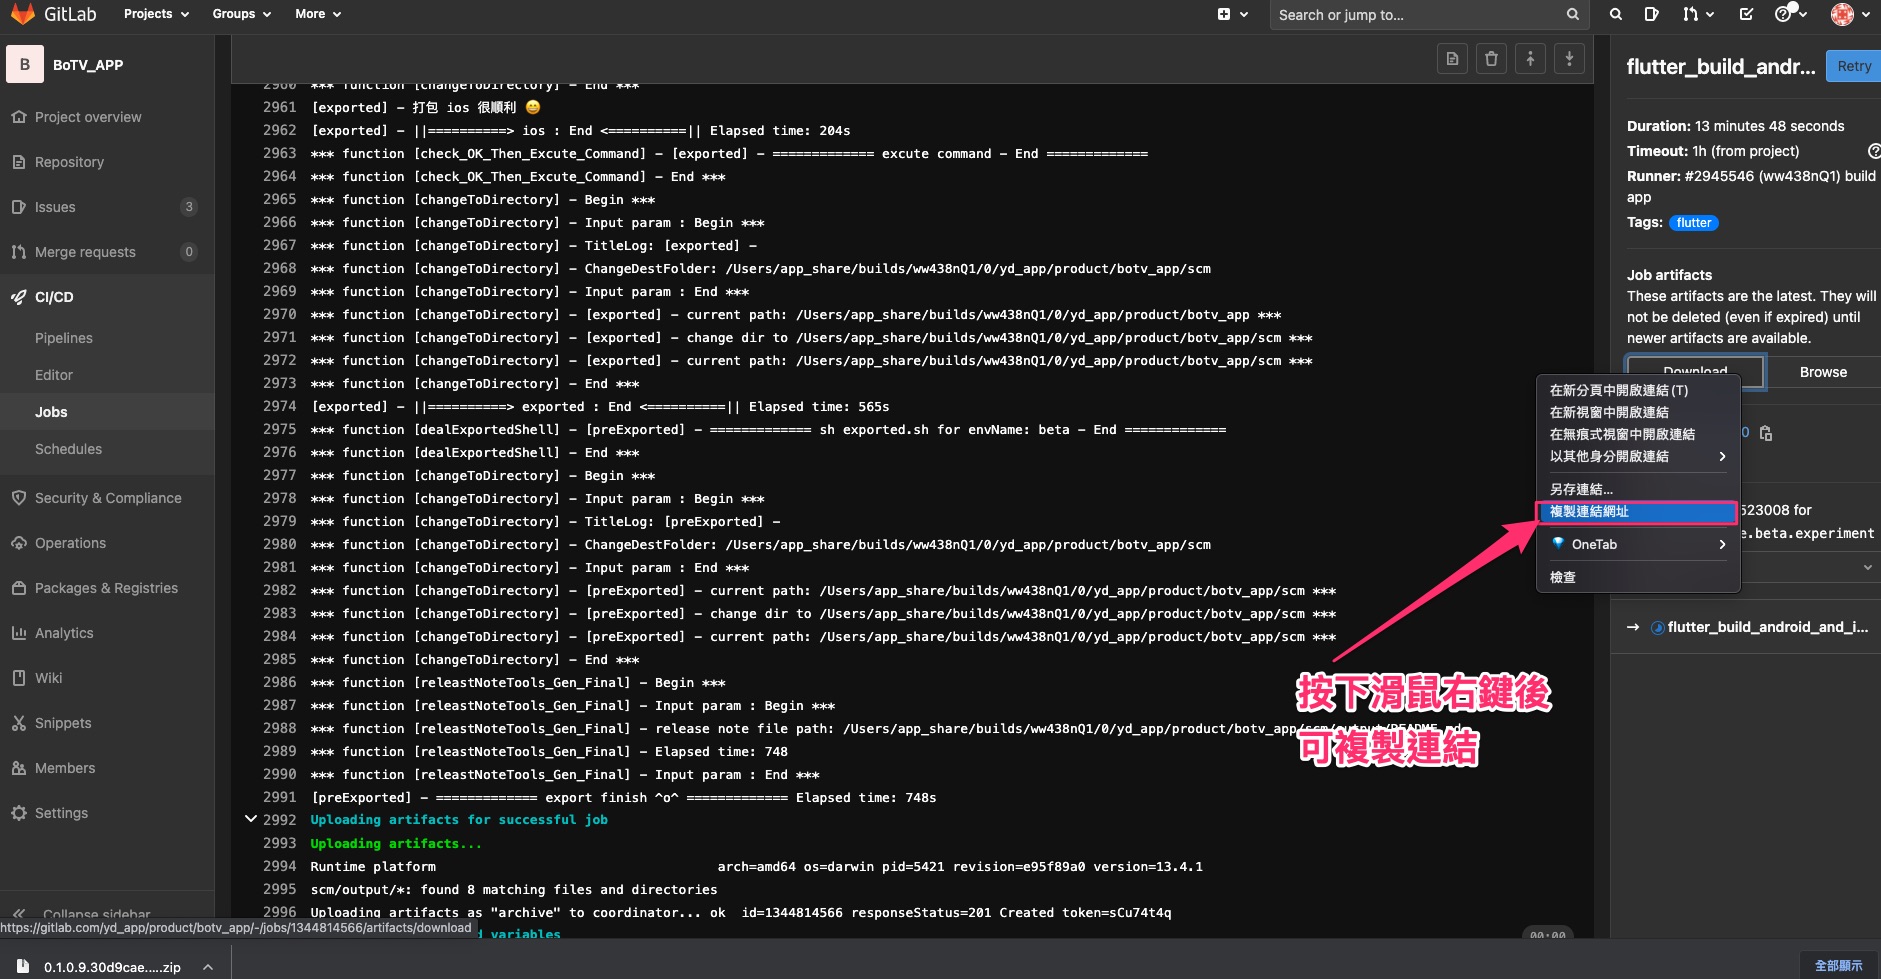 GitLab
Projects
Groups
More
Search or jump to...
B
BoTV_APP
Project overview
Repository
Issues
3
Merge requests
0
CI/CD
Pipelines
Editor
Jobs
Schedules
Security & Compliance
Operations
Packages & Registries
Analytics
Wiki
Snippets
Members
Settings
Collapse sidebar
2960 *** function [changeToDirectory] - End ***
2961 [exported] - 打包 ios 很順利 😄
2962 [exported] - ||==========> ios : End <==========|| Elapsed time: 204s
2963 *** function [check_OK_Then_Excute_Command] - [exported] - ============= excute command - End =============
2964 *** function [check_OK_Then_Excute_Command] - End ***
2965 *** function [changeToDirectory] - Begin ***
2966 *** function [changeToDirectory] - Input param : Begin ***
2967 *** function [changeToDirectory] - TitleLog: [exported] -
2968 *** function [changeToDirectory] - ChangeDestFolder: /Users/app_share/builds/ww438nQ1/0/yd_app/product/botv_app/scm
2969 *** function [changeToDirectory] - Input param : End ***
2970 *** function [changeToDirectory] - [exported] - current path: /Users/app_share/builds/ww438nQ1/0/yd_app/product/botv_app ***
2971 *** function [changeToDirectory] - [exported] - change dir to /Users/app_share/builds/ww438nQ1/0/yd_app/product/botv_app/scm ***
2972 *** function [changeToDirectory] - [exported] - current path: /Users/app_share/builds/ww438nQ1/0/yd_app/product/botv_app/scm ***
2973 *** function [changeToDirectory] - End ***
2974 [exported] - ||==========> exported : End <==========|| Elapsed time: 565s
2975 *** function [dealExportedShell] - [preExported] - ============= sh exported.sh for envName: beta - End =============
2976 *** function [dealExportedShell] - End ***
2977 *** function [changeToDirectory] - Begin ***
2978 *** function [changeToDirectory] - Input param : Begin ***
2979 *** function [changeToDirectory] - TitleLog: [preExported] -
2980 *** function [changeToDirectory] - ChangeDestFolder: /Users/app_share/builds/ww438nQ1/0/yd_app/product/botv_app/scm
2981 *** function [changeToDirectory] - Input param : End ***
2982 *** function [changeToDirectory] - [preExported] - current path: /Users/app_share/builds/ww438nQ1/0/yd_app/product/botv_app/scm ***
2983 *** function [changeToDirectory] - [preExported] - change dir to /Users/app_share/builds/ww438nQ1/0/yd_app/product/botv_app/scm ***
2984 *** function [changeToDirectory] - [preExported] - current path: /Users/app_share/builds/ww438nQ1/0/yd_app/product/botv_app/scm ***
2985 *** function [changeToDirectory] - End ***
2986 *** function [releastNoteTools_Gen_Final] - Begin ***
2987 *** function [releastNoteTools_Gen_Final] - Input param : Begin ***
2988 *** function [releastNoteTools_Gen_Final] - release note file path: /Users/app_share/builds/ww438nQ1/0/yd_app/product/botv_app/scm/output/README.md
2989 *** function [releastNoteTools_Gen_Final] - Elapsed time: 748
2990 *** function [releastNoteTools_Gen_Final] - Input param : End ***
2991 [preExported] - ============= export finish ^o^ ============= Elapsed time: 748s
2992 Uploading artifacts for successful job
2993 Uploading artifacts...
2994 Runtime platform arch=amd64 os=darwin pid=5421 revision=e95f89a0 version=13.4.1
2995 scm/output/*: found 8 matching files and directories
2996 Uploading artifacts as "archive" to coordinator... ok id=1344814566 responseStatus=201 Created token=sCu74t4q
variables
00:00
按下滑鼠右鍵後
可複製連結
flutter_build_andr...
Retry
Duration: 13 minutes 48 seconds
Timeout: 1h (from project)
Runner: #2945546 (ww438nQ1) build
app
Tags: flutter
Job artifacts
These artifacts are the latest. They will
not be deleted (even if expired) until
newer artifacts are available.
Download
Browse
在新分頁中開啟連結 (T)
在新視窗中開啟連結
在無痕式視窗中開啟連結
以其他身分開啟連結
另存連結...
複製連結網址
OneTab
檢查
0
523008 for
e.beta.experiment
→ flutter_build_android_and_i...
https://gitlab.com/yd_app/product/botv_app/-/jobs/1344814566/artifacts/download
0.1.0.9.30d9cae.....zip
全部顯示